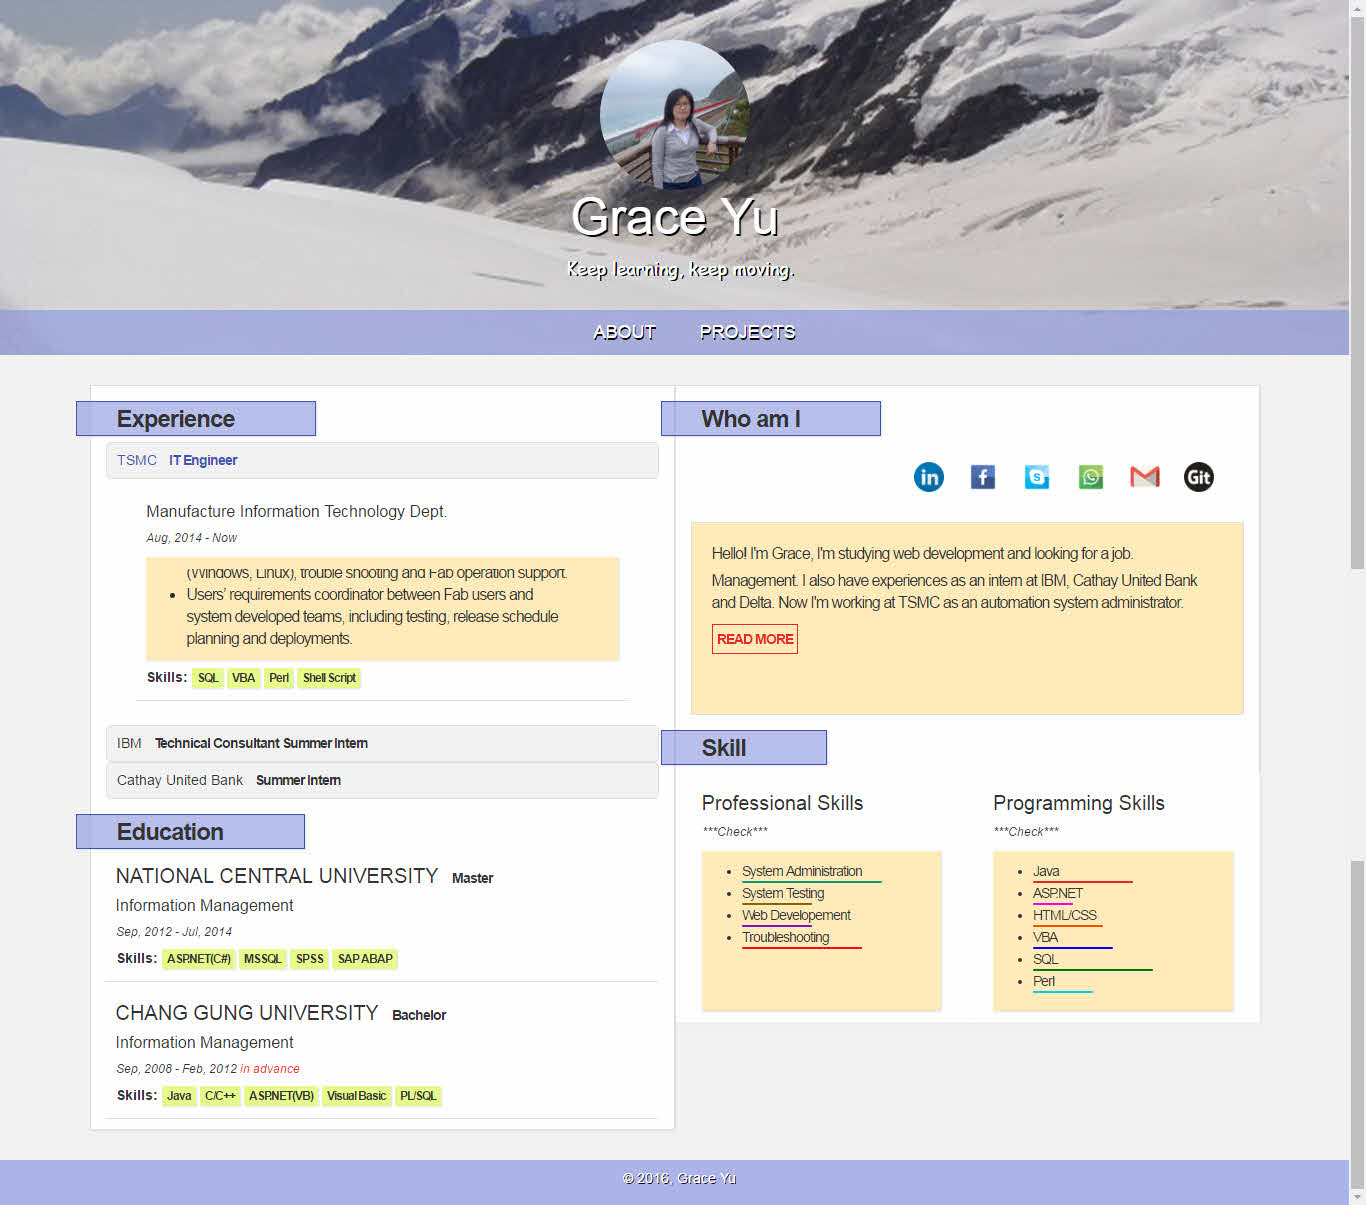 Grace Yu
Keep learning, keep moving.
ABOUT PROJECTS
Experience
TSMC IT Engineer
Manufacture Information Technology Dept.
Aug, 2014 - Now
(Windows, Linux), trouble shooting and Fab operation support.
Users' requirements coordinator between Fab users and
system developed teams, including testing, release schedule
planning and deployments.
Skills: SQL VBA Perl Shell Script
IBM Technical Consultant Summer Intern
Cathay United Bank Summer Intern
Education
NATIONAL CENTRAL UNIVERSITY Master
Information Management
Sep, 2012 - Jul, 2014
Skills: ASP.NET(C#) MSSQL SPSS SAP ABAP
CHANG GUNG UNIVERSITY Bachelor
Information Management
Sep, 2008 - Feb, 2012 in advance
Skills: Java C/C++ ASP.NET(VB) Visual Basic PL/SQL
Who am I
in f S Git
Hello! I'm Grace, I'm studying web development and looking for a job.
Management. I also have experiences as an intern at IBM, Cathay United Bank
and Delta. Now I'm working at TSMC as an automation system administrator.
READ MORE
Skill
Professional Skills
***Check***
System Administration
System Testing
Web Developement
Troubleshooting
Programming Skills
***Check***
Java
ASP.NET
HTML/CSS
VBA
SQL
Perl
© 2016, Grace Yu